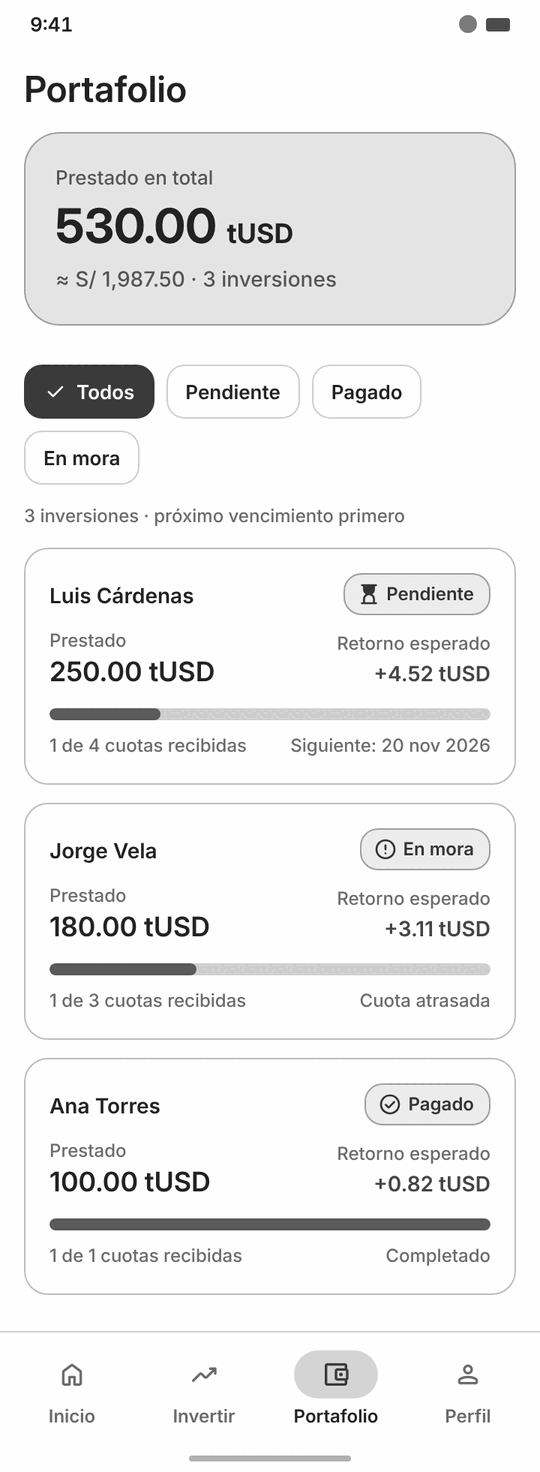 9:41
Portafolio
Prestado en total
530.00 tUSD
≈ S/ 1,987.50 · 3 inversiones
Todos Pendiente Pagado
En mora
3 inversiones · próximo vencimiento primero
Luis Cárdenas Pendiente
Prestado Retorno esperado
250.00 tUSD +4.52 tUSD
1 de 4 cuotas recibidas Siguiente: 20 nov 2026
Jorge Vela En mora
Prestado Retorno esperado
180.00 tUSD +3.11 tUSD
1 de 3 cuotas recibidas Cuota atrasada
Ana Torres Pagado
Prestado Retorno esperado
100.00 tUSD +0.82 tUSD
1 de 1 cuotas recibidas Completado
Inicio Invertir Portafolio Perfil